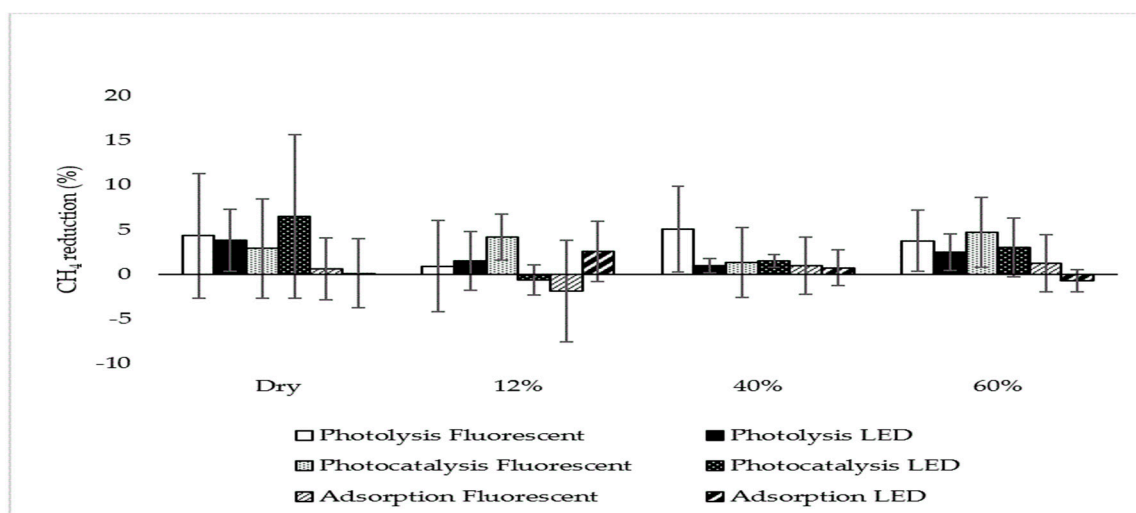 CH₄ reduction (%)
20
15
10
5
0
-5
-10
Dry 12% 40% 60%
Photolysis Fluorescent Photolysis LED
Photocatalysis Fluorescent Photocatalysis LED
Adsorption Fluorescent Adsorption LED